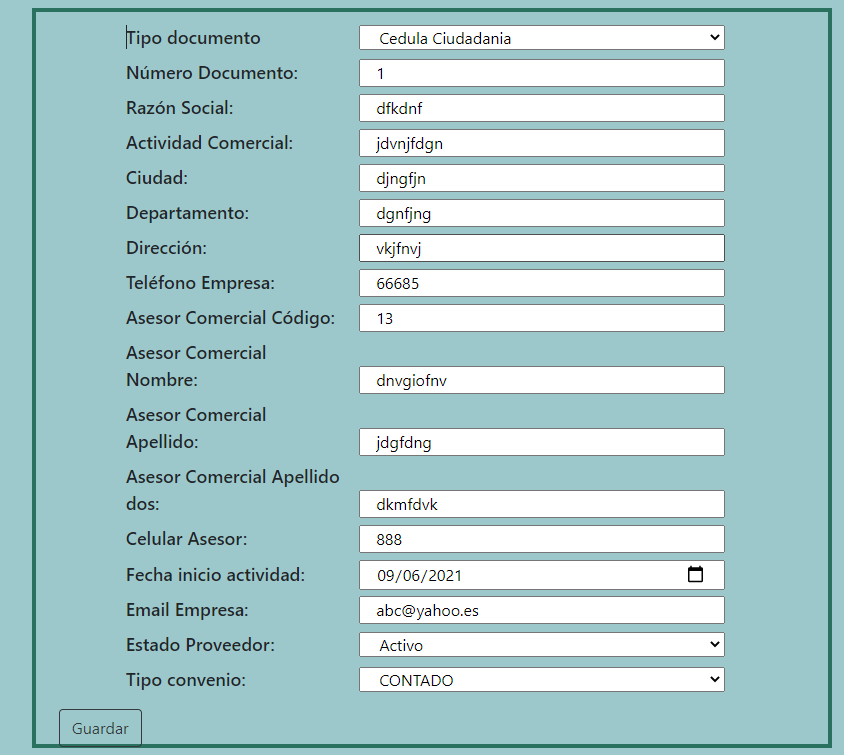 Tipo documento Cedula Ciudadania
Número Documento: 1
Razón Social: dfkdnf
Actividad Comercial: jdvnjfdgn
Ciudad: djngfjn
Departamento: dgnfjng
Dirección: vkjfnvj
Teléfono Empresa: 66685
Asesor Comercial Código: 13
Asesor Comercial
Nombre: dnvgiofnv
Asesor Comercial
Apellido: jdgfdng
Asesor Comercial Apellido
dos: dkmfdvk
Celular Asesor: 888
Fecha inicio actividad: 09/06/2021
Email Empresa: abc@yahoo.es
Estado Proveedor: Activo
Tipo convenio: CONTADO
Guardar